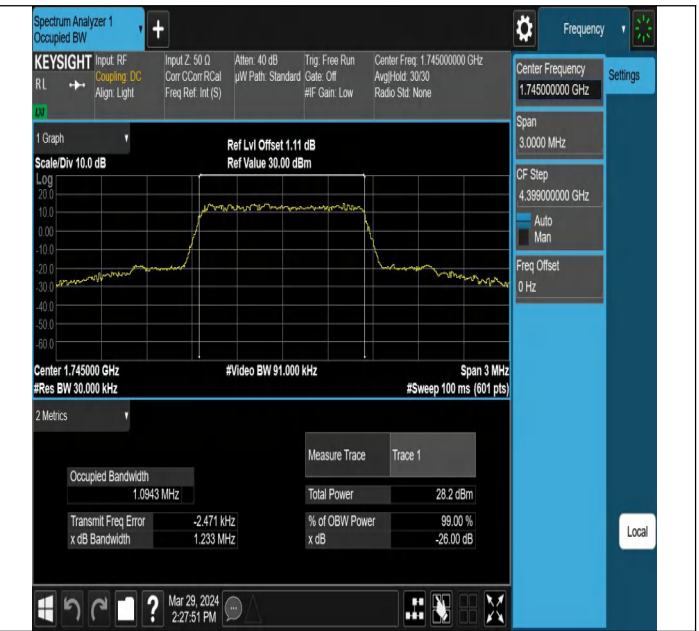 Spectrum Analyzer 1
Occupied BW
Frequency
KEYSIGHT Input: RF Input Z: 50 Ω Atten: 40 dB Trig: Free Run Center Freq: 1.745000000 GHz
RL Coupling: DC Corr CCorr RCal µW Path: Standard Gate: Off Avg|Hold: 30/30
Align: Light Freq Ref: Int (S) #IF Gain: Low Radio Std: None
LXI
Center Frequency
1.745000000 GHz
Settings
Span
3.0000 MHz
CF Step
4.399000000 GHz
Auto
Man
Freq Offset
0 Hz
1 Graph
Ref Lvl Offset 1.11 dB
Scale/Div 10.0 dB Ref Value 30.00 dBm
Log
20.0
10.0
0.00
-10.0
-20.0
-30.0
-40.0
-50.0
-60.0
Center 1.745000 GHz #Video BW 91.000 kHz Span 3 MHz
#Res BW 30.000 kHz #Sweep 100 ms (601 pts)
2 Metrics
Measure Trace Trace 1
Occupied Bandwidth
1.0943 MHz
Total Power 28.2 dBm
Transmit Freq Error -2.471 kHz % of OBW Power 99.00 %
x dB Bandwidth 1.233 MHz x dB -26.00 dB
Local
Mar 29, 2024
2:27:51 PM